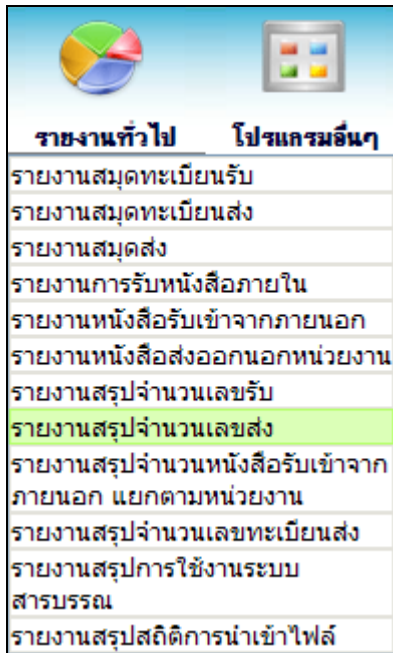 รายงานทั่วไป โปรแกรมอื่นๆ
รายงานสมุดทะเบียนรับ
รายงานสมุดทะเบียนส่ง
รายงานสมุดส่ง
รายงานการรับหนังสือภายใน
รายงานหนังสือรับเข้าจากภายนอก
รายงานหนังสือส่งออกนอกหน่วยงาน
รายงานสรุปจำนวนเลขรับ
รายงานสรุปจำนวนเลขส่ง
รายงานสรุปจำนวนหนังสือรับเข้าจาก
ภายนอก แยกตามหน่วยงาน
รายงานสรุปจำนวนเลขทะเบียนส่ง
รายงานสรุปการใช้งานระบบ
สารบรรณ
รายงานสรุปสถิติการนำเข้าไฟล์